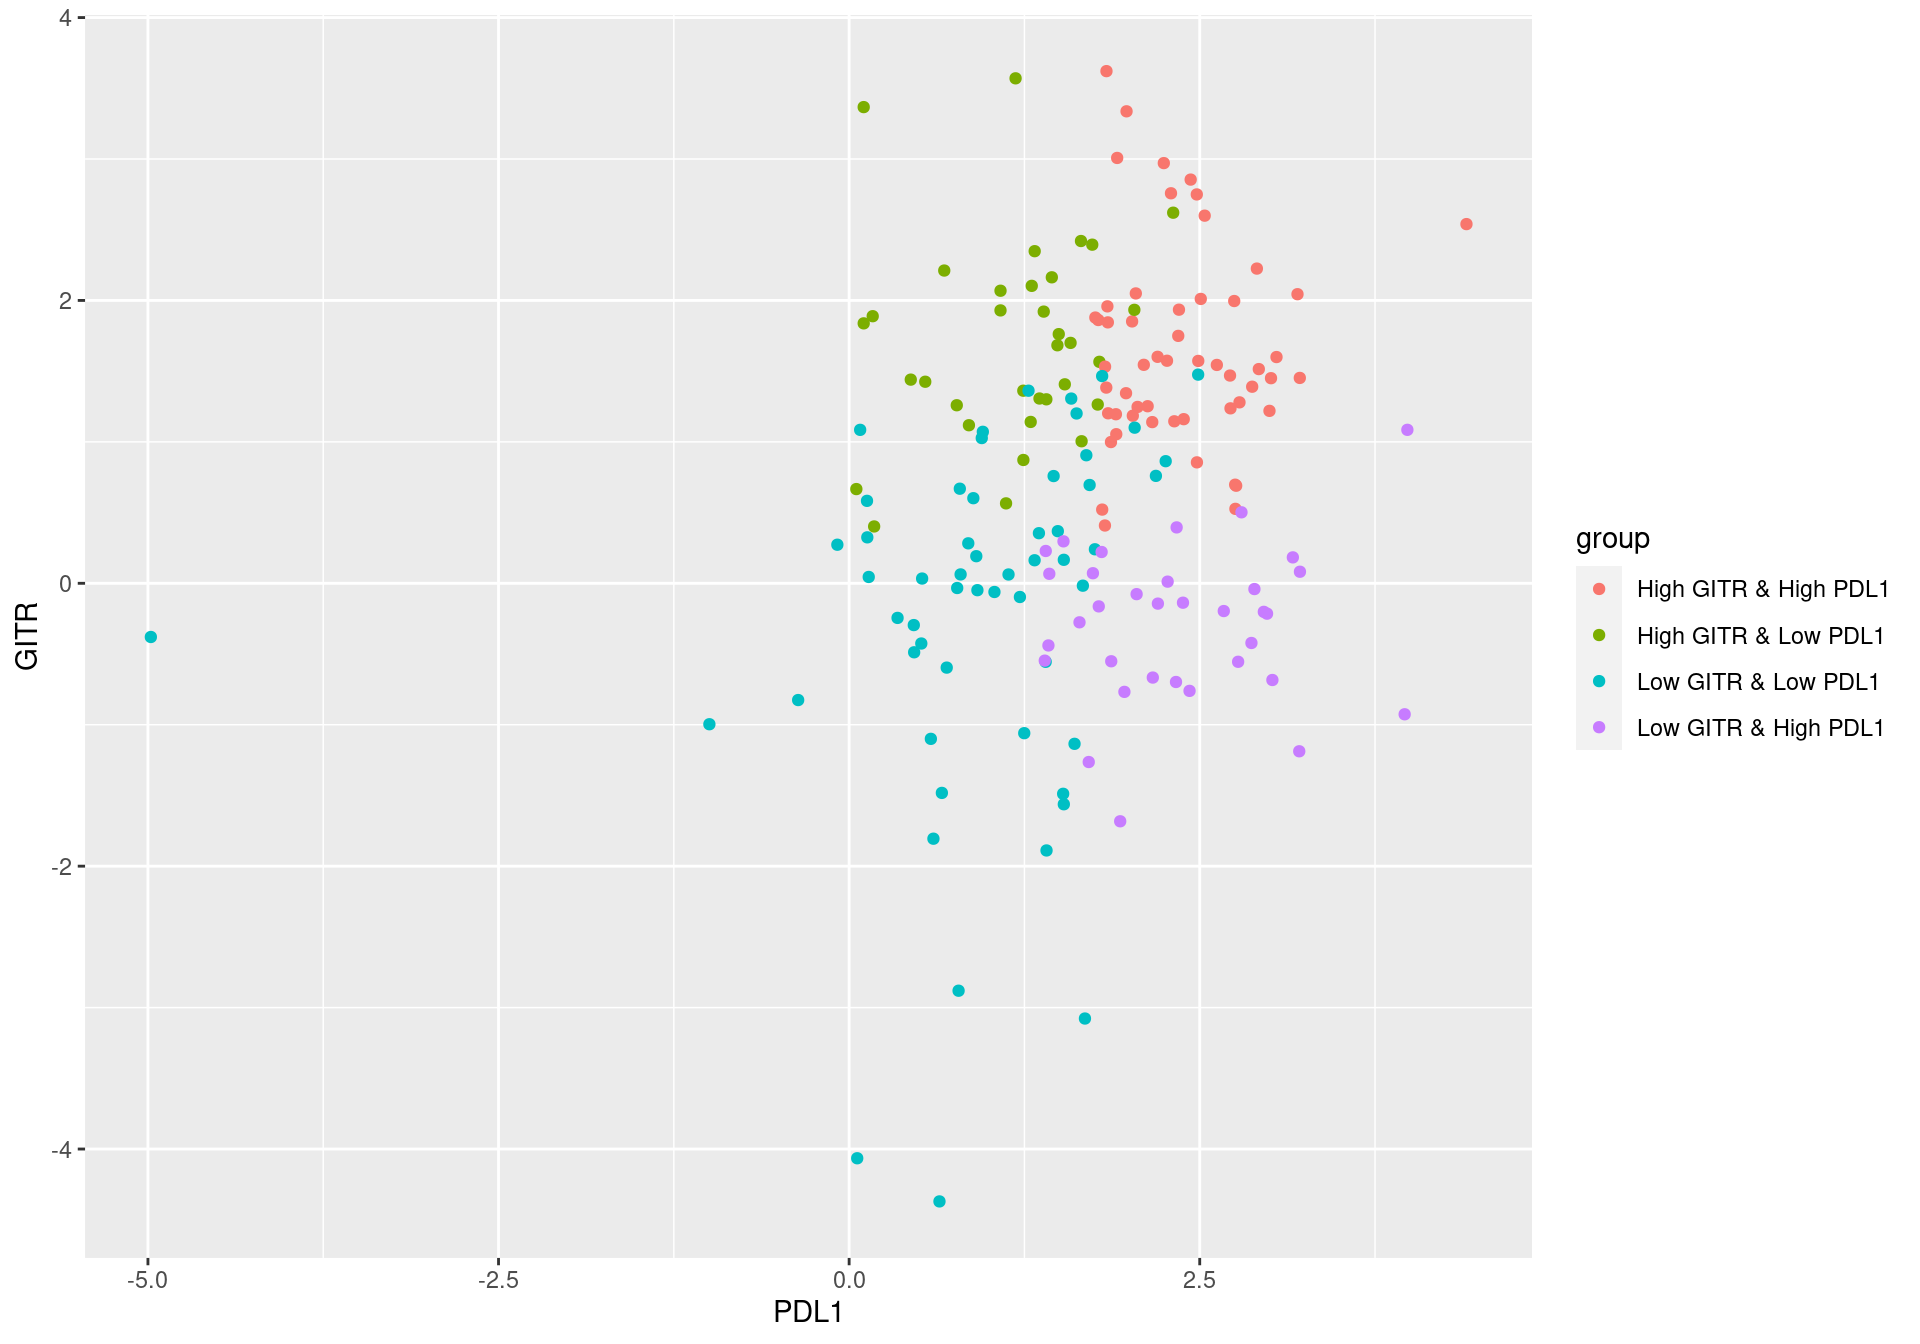 4
2
0
-2
-4
GITR
-5.0
-2.5
0.0
2.5
PDL1
group
High GITR & High PDL1
High GITR & Low PDL1
Low GITR & Low PDL1
Low GITR & High PDL1